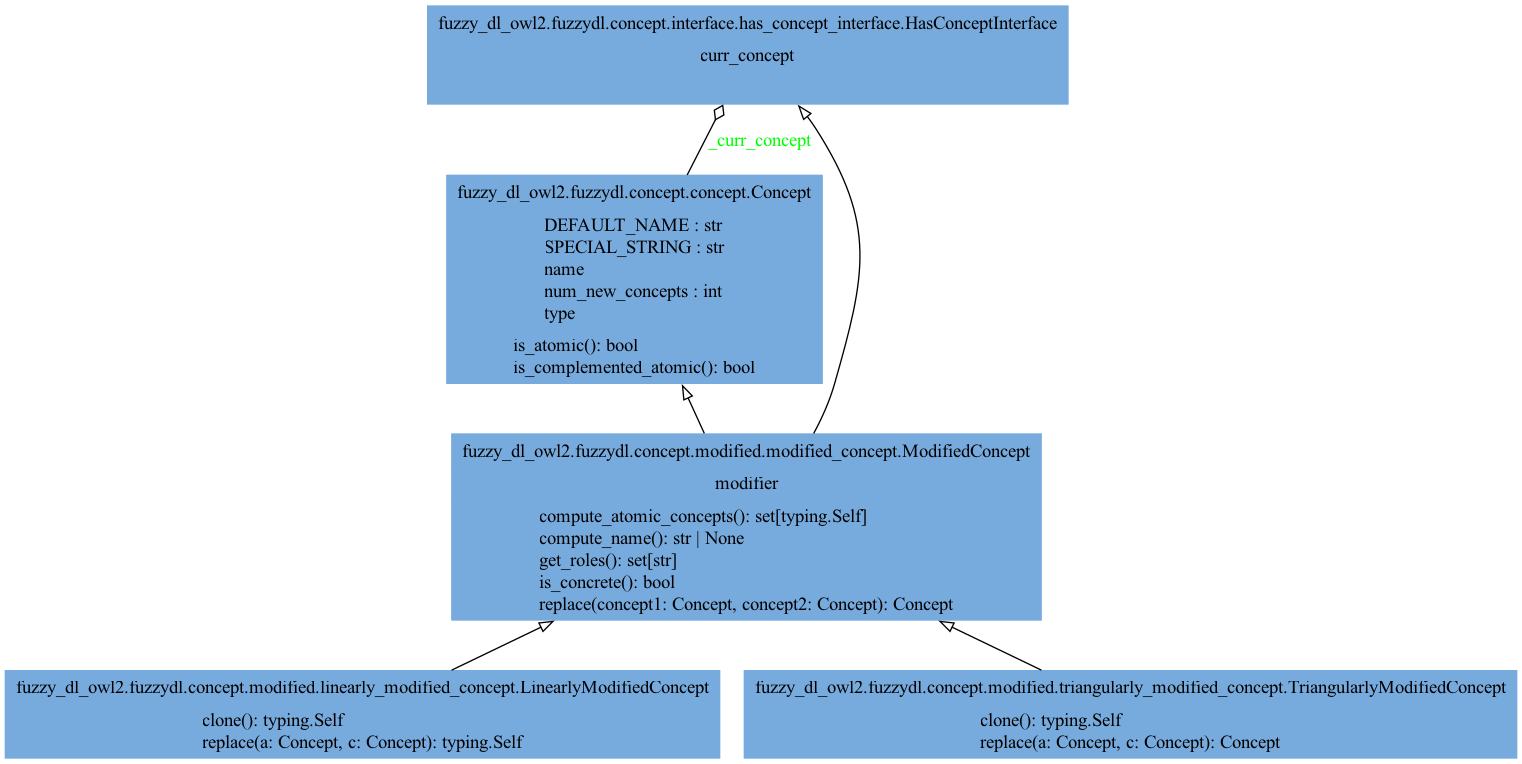 fuzzy_dl_owl2.fuzzydl.concept.interface.has_concept_interface.HasConceptInterface
curr_concept
_curr_concept
fuzzy_dl_owl2.fuzzydl.concept.concept.Concept
DEFAULT_NAME : str
SPECIAL_STRING : str
name
num_new_concepts : int
type
is_atomic(): bool
is_complemented_atomic(): bool
fuzzy_dl_owl2.fuzzydl.concept.modified.modified_concept.ModifiedConcept
modifier
compute_atomic_concepts(): set[typing.Self]
compute_name(): str | None
get_roles(): set[str]
is_concrete(): bool
replace(concept1: Concept, concept2: Concept): Concept
fuzzy_dl_owl2.fuzzydl.concept.modified.linearly_modified_concept.LinearlyModifiedConcept
clone(): typing.Self
replace(a: Concept, c: Concept): typing.Self
fuzzy_dl_owl2.fuzzydl.concept.modified.triangularly_modified_concept.TriangularlyModifiedConcept
clone(): typing.Self
replace(a: Concept, c: Concept): Concept